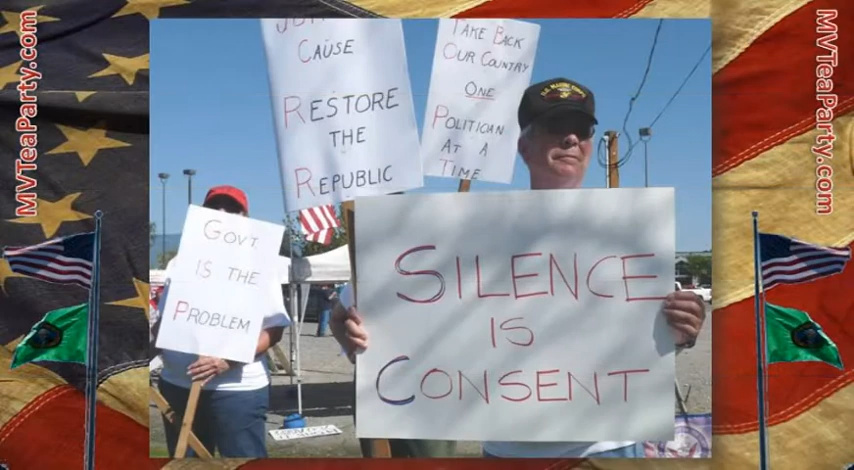 MVTeaParty.com
CAUSE
RESTORE
THE
REPUBLIC
TAKE BACK
OUR COUNTRY
ONE
POLITICIAN
AT A
TIME
GOVT
IS THE
PROBLEM
SILENCE
IS
CONSENT
MVTeaParty.com